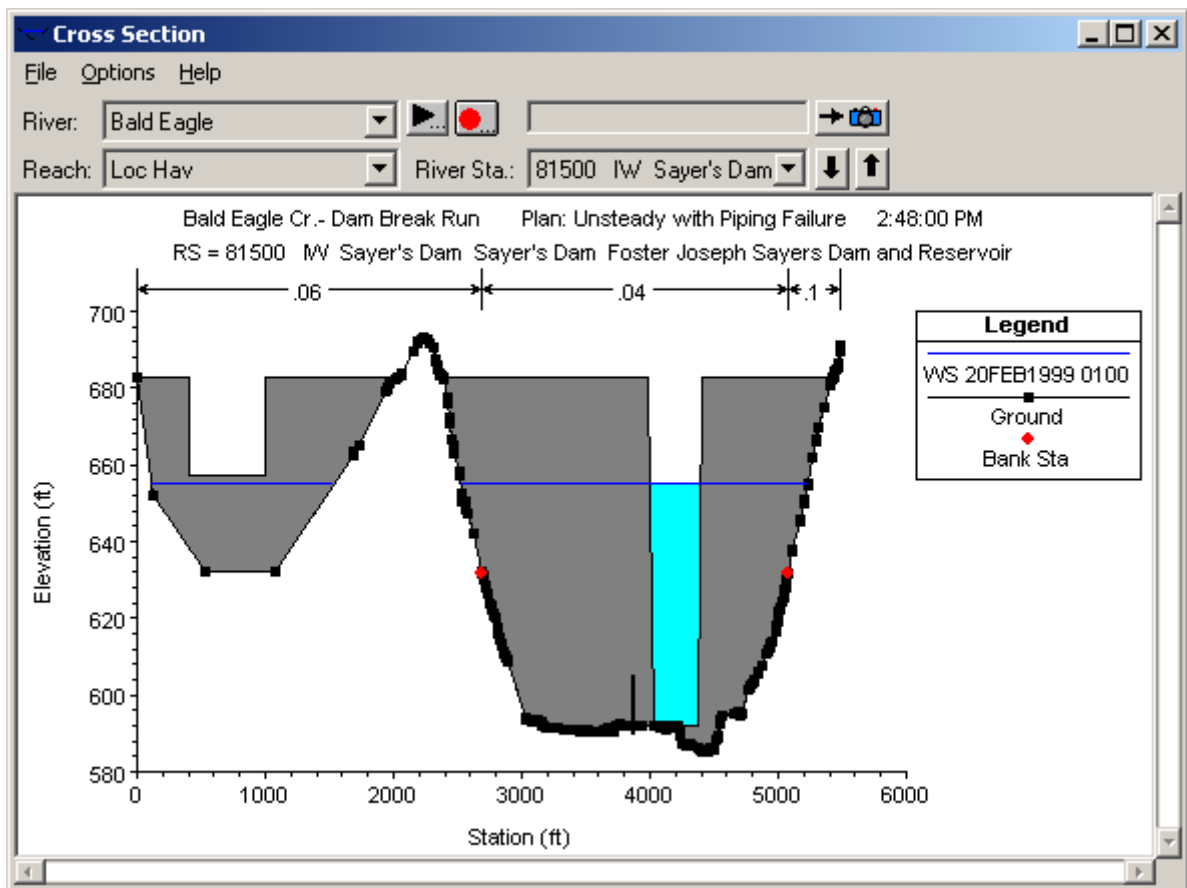 Cross Section
File Options Help
River: Bald Eagle
Reach: Loc Hav River Sta.: 81500 IW Sayer's Dam
Bald Eagle Cr.- Dam Break Run Plan: Unsteady with Piping Failure 2:48:00 PM
RS = 81500 IW Sayer's Dam Sayer's Dam Foster Joseph Sayers Dam and Reservoir
.06 .04 .1
700
680
660
640
620
600
580
Elevation (ft)
0 1000 2000 3000 4000 5000 6000
Station (ft)
Legend
WS 20FEB1999 0100
Ground
Bank Sta